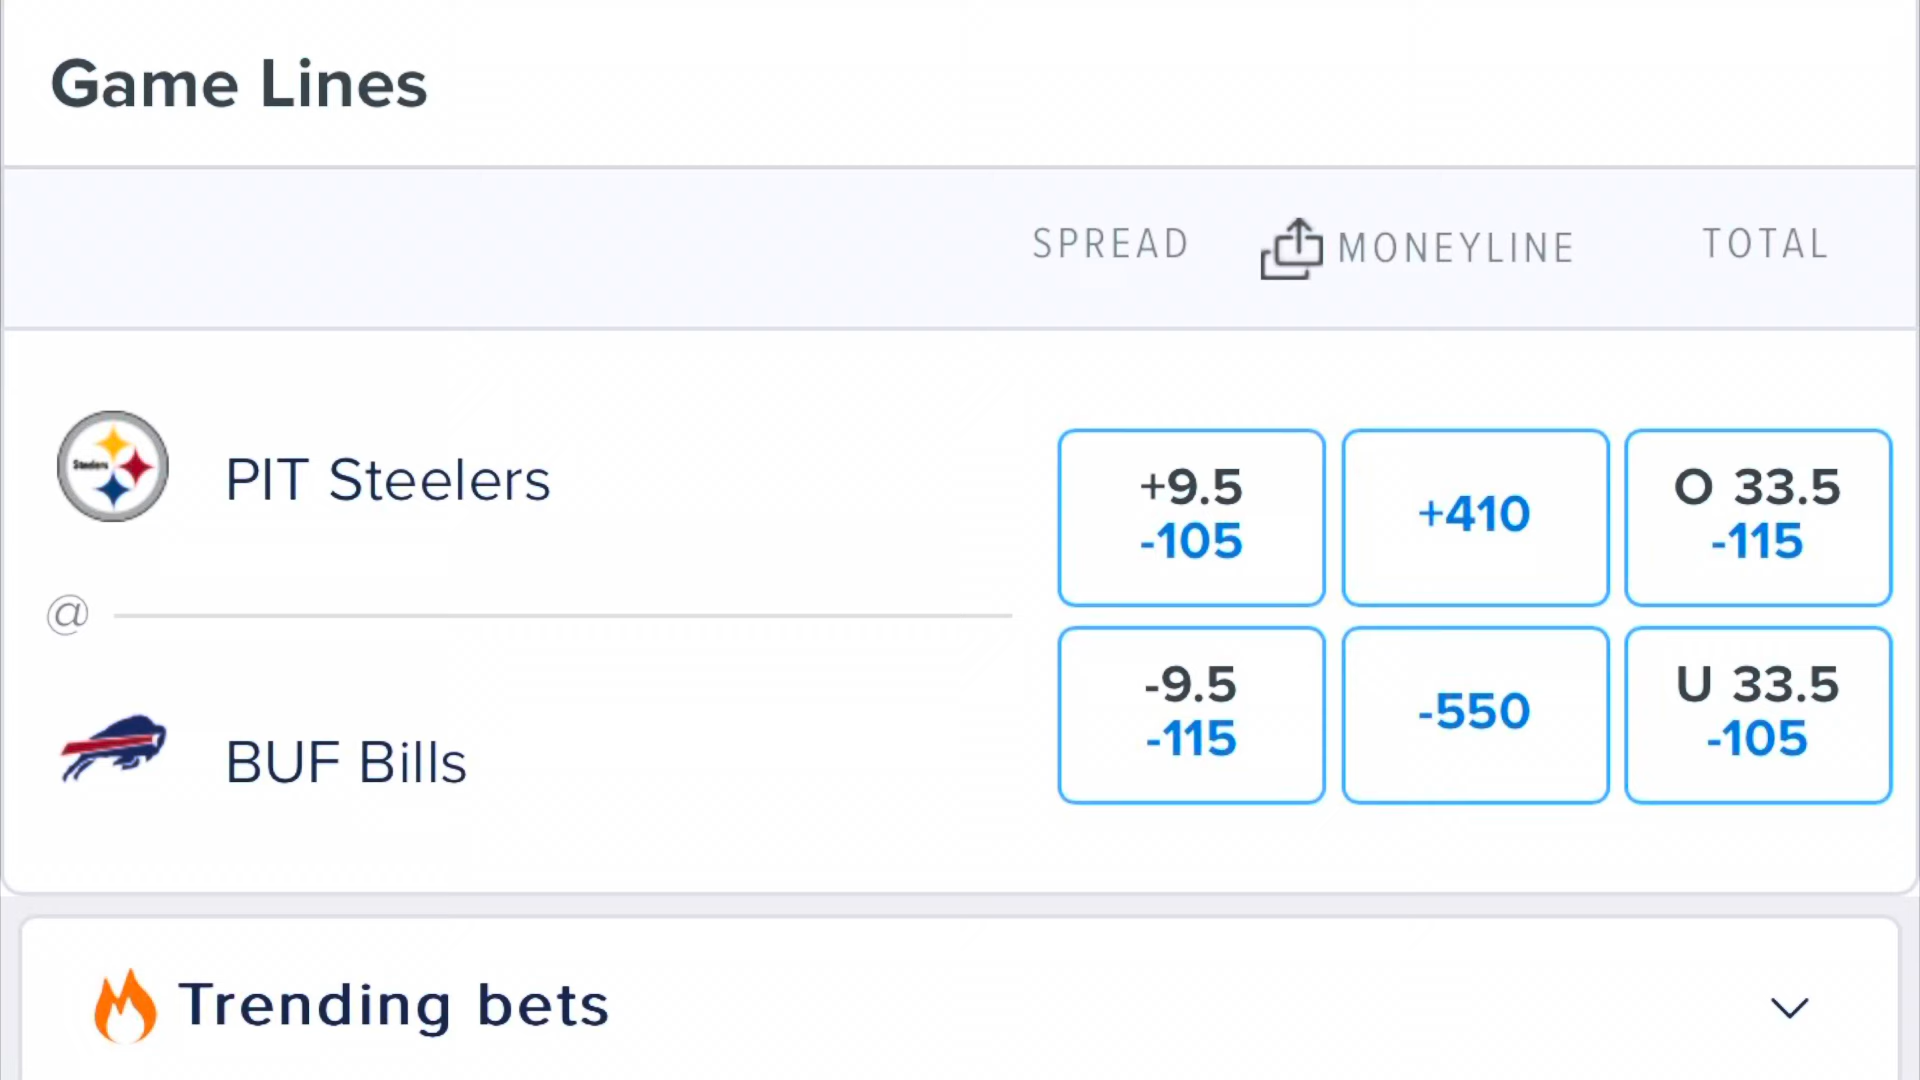 Game Lines
SPREAD MONEYLINE TOTAL
Steelers
PIT Steelers
+9.5 +410 O 33.5
-105 -115
@
BUF Bills
-9.5 -550 U 33.5
-115 -105
Trending bets